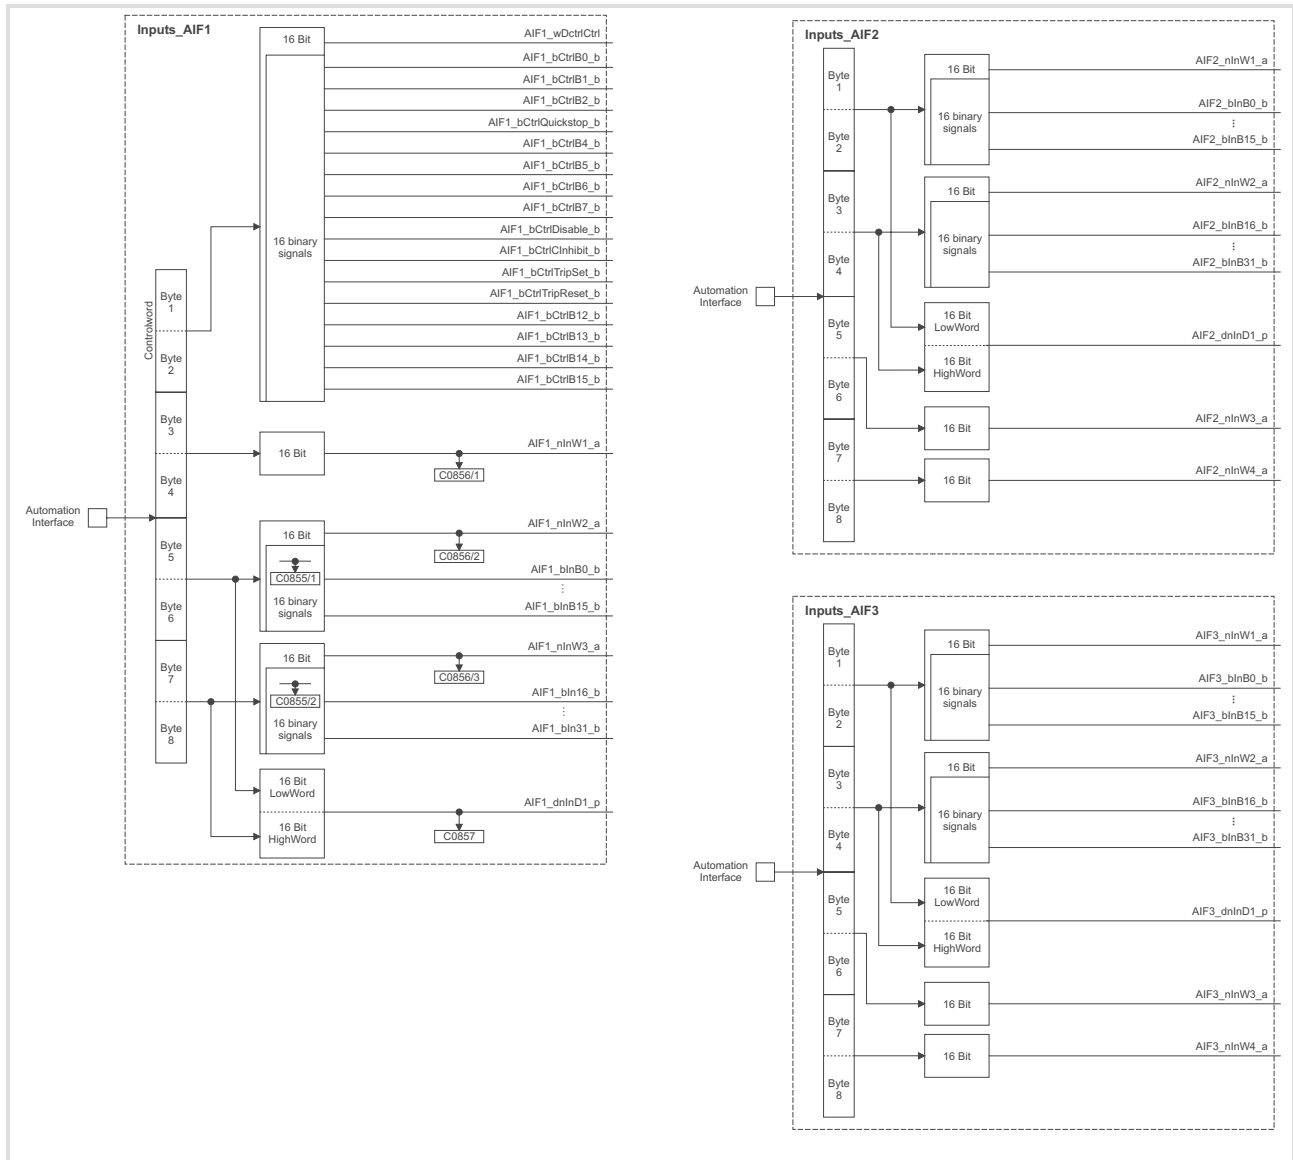 Inputs_AIF1
Automation
Interface
Controlword
Byte
1
Byte
2
Byte
3
Byte
4
Byte
5
Byte
6
Byte
7
Byte
8
16 Bit
16 binary
signals
AIF1_wDctrlCtrl
AIF1_bCtrlB0_b
AIF1_bCtrlB1_b
AIF1_bCtrlB2_b
AIF1_bCtrlQuickstop_b
AIF1_bCtrlB4_b
AIF1_bCtrlB5_b
AIF1_bCtrlB6_b
AIF1_bCtrlB7_b
AIF1_bCtrlDisable_b
AIF1_bCtrlCInhibit_b
AIF1_bCtrlTripSet_b
AIF1_bCtrlTripReset_b
AIF1_bCtrlB12_b
AIF1_bCtrlB13_b
AIF1_bCtrlB14_b
AIF1_bCtrlB15_b
16 Bit
AIF1_nInW1_a
C0856/1
16 Bit
C0855/1
16 binary
signals
AIF1_nInW2_a
C0856/2
AIF1_bInB0_b
⋮
AIF1_bInB15_b
16 Bit
C0855/2
16 binary
signals
AIF1_nInW3_a
C0856/3
AIF1_bIn16_b
⋮
AIF1_bIn31_b
16 Bit
LowWord
16 Bit
HighWord
AIF1_dnInD1_p
C0857
Inputs_AIF2
Automation
Interface
Byte
1
Byte
2
Byte
3
Byte
4
Byte
5
Byte
6
Byte
7
Byte
8
16 Bit
16 binary
signals
AIF2_nInW1_a
AIF2_bInB0_b
⋮
AIF2_bInB15_b
16 Bit
16 binary
signals
AIF2_nInW2_a
AIF2_bInB16_b
⋮
AIF2_bInB31_b
16 Bit
LowWord
16 Bit
HighWord
AIF2_dnInD1_p
16 Bit
AIF2_nInW3_a
16 Bit
AIF2_nInW4_a
Inputs_AIF3
Automation
Interface
Byte
1
Byte
2
Byte
3
Byte
4
Byte
5
Byte
6
Byte
7
Byte
8
16 Bit
16 binary
signals
AIF3_nInW1_a
AIF3_bInB0_b
⋮
AIF3_bInB15_b
16 Bit
16 binary
signals
AIF3_nInW2_a
AIF3_bInB16_b
⋮
AIF3_bInB31_b
16 Bit
LowWord
16 Bit
HighWord
AIF3_dnInD1_p
16 Bit
AIF3_nInW3_a
16 Bit
AIF3_nInW4_a